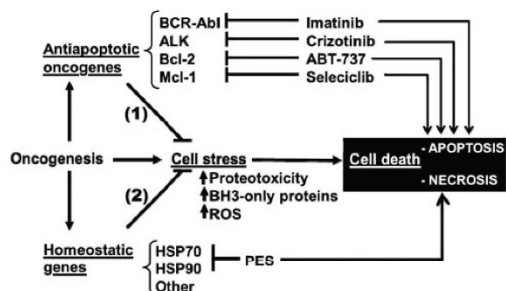 BCR-Abl Imatinib
Antiapoptotic ALK Crizotinib
oncogenes Bcl-2 ABT-737
Mcl-1 Seleciclib
(1)
- APOPTOSIS
Oncogenesis Cell stress Cell death
Proteotoxicity
BH3-only proteins - NECROSIS
(2)
ROS
Homeostatic
genes
HSP70
HSP90 PES
Other